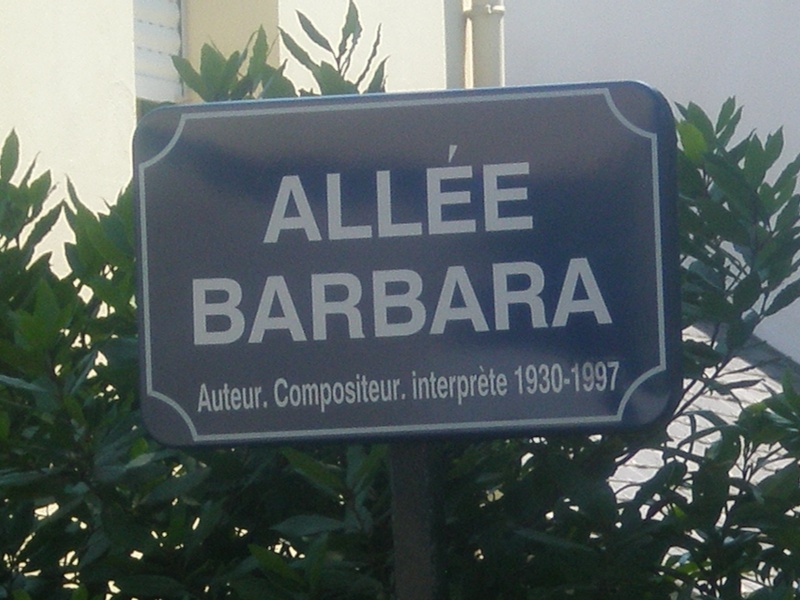 ALLÉE
BARBARA
Auteur. Compositeur. interprète 1930-1997